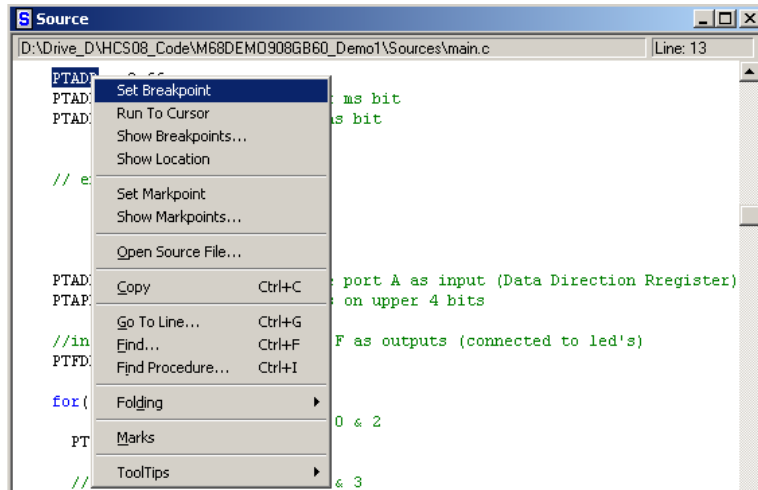 Source
D:\Drive_D\HCS08_Code\M68DEMO908GB60_Demo1\Sources\main.c Line: 13
Set Breakpoint
PTAD ms bit
Run To Cursor
PTAD s bit
Show Breakpoints...
Show Location
// e
Set Markpoint
Show Markpoints...
Open Source File...
PTAD port A as input (Data Direction Rregister)
Copy Ctrl+C
PTAP on upper 4 bits
Go To Line... Ctrl+G
//in F as outputs (connected to led's)
Find... Ctrl+F
PTFD
Find Procedure... Ctrl+I
for(
Folding
0 & 2
PT
Marks
ToolTips
// & 3